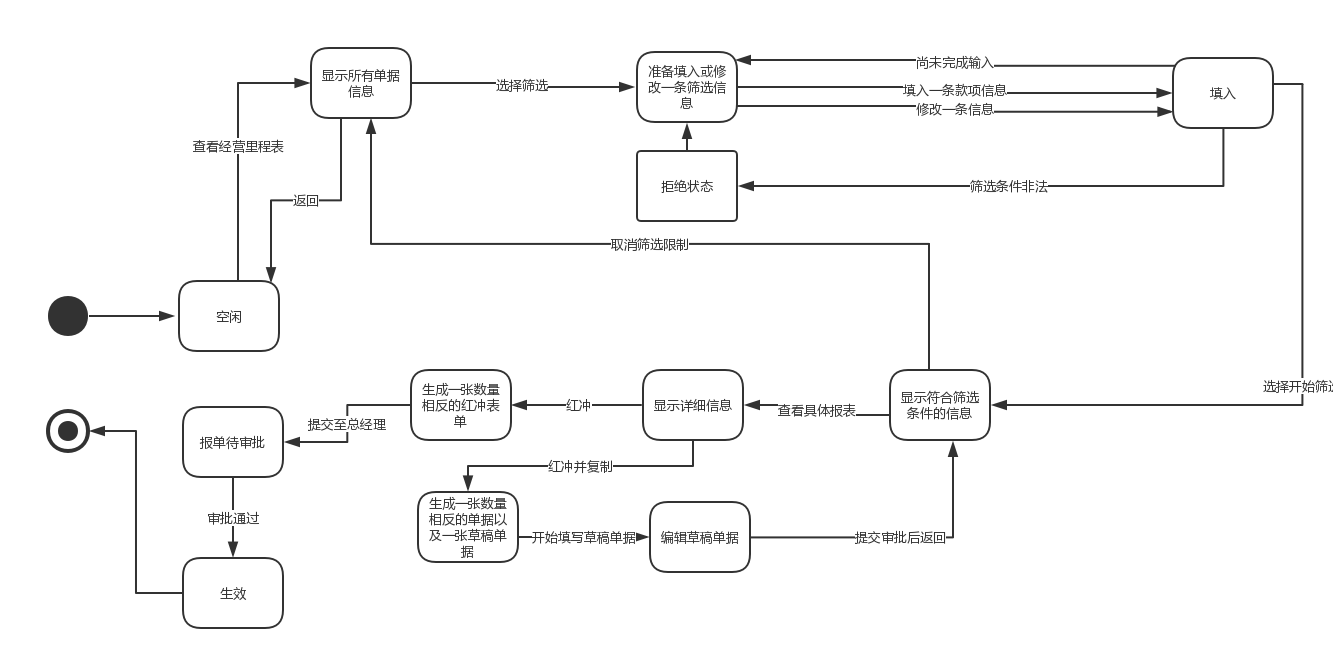 显示所有单据
信息
选择筛选
准备填入或修
改一条筛选信
息
尚未完成输入
填入一条款项信息
修改一条信息
填入
查看经营里程表
返回
拒绝状态
筛选条件非法
取消筛选限制
空闲
选择开始筛选
生成一张数量
相反的红冲表
单
红冲
显示详细信息
查看具体报表
显示符合筛选
条件的信息
提交至总经理
报单待审批
红冲并复制
生成一张数量
相反的单据以
及一张草稿单
据
开始填写草稿单据
编辑草稿单据
提交审批后返回
审批通过
生效